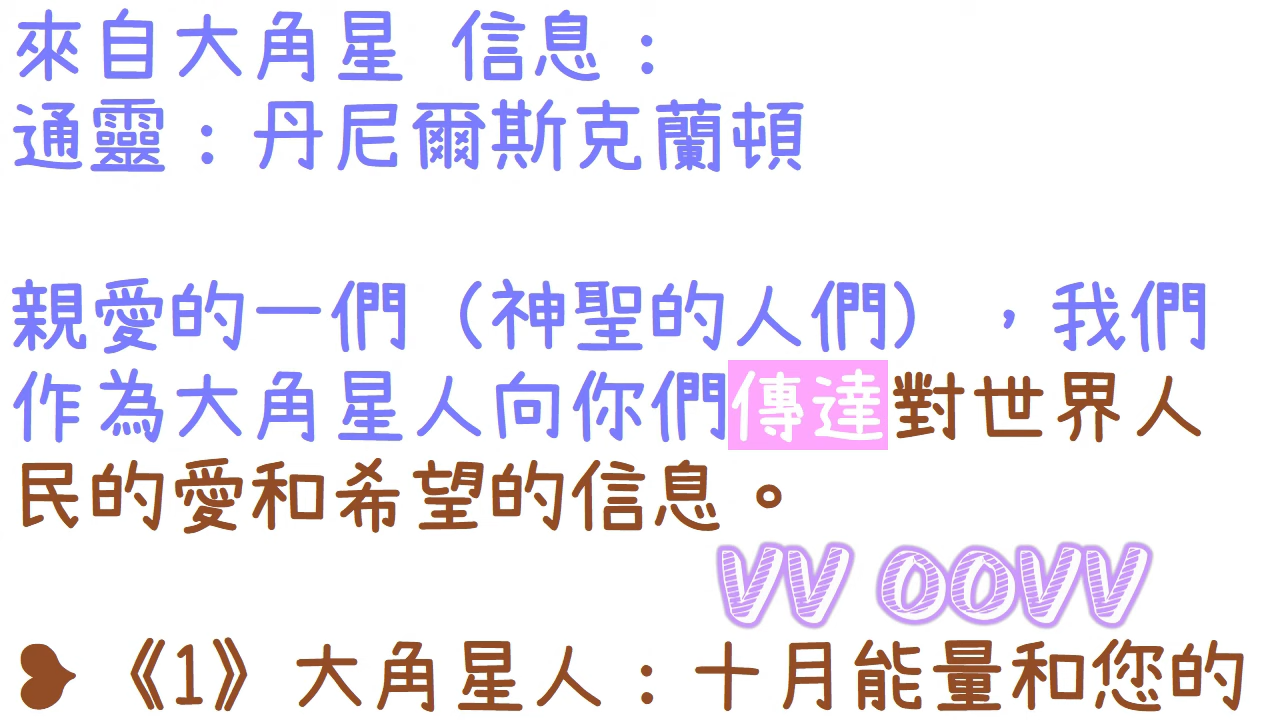 來自大角星 信息：
通靈：丹尼爾斯克蘭頓
親愛的一們（神聖的人們），我們
作為大角星人向你們傳達對世界人
民的愛和希望的信息。
VV OOVV
❥《1》大角星人：十月能量和您的